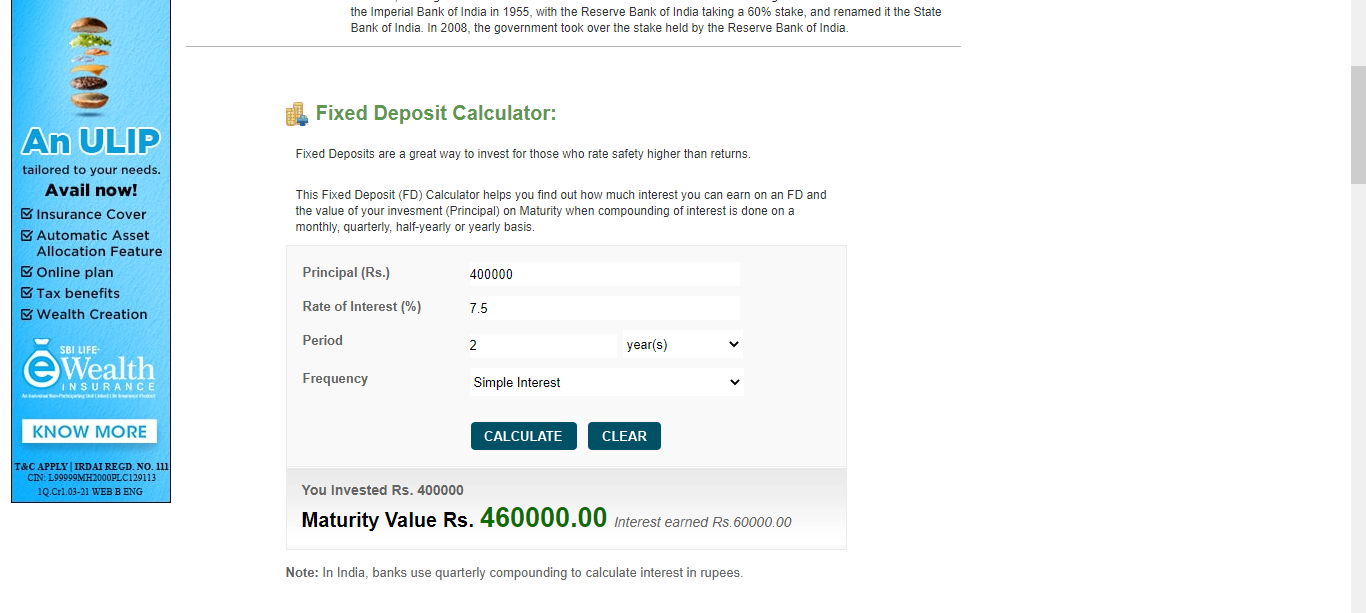 the Imperial Bank of India in 1955, with the Reserve Bank of India taking a 60% stake, and renamed it the State
Bank of India. In 2008, the government took over the stake held by the Reserve Bank of India.
An ULIP
tailored to your needs.
Avail now!
Insurance Cover
Automatic Asset
Allocation Feature
Online plan
Tax benefits
Wealth Creation
SBI LIFE-
eWealth
INSURANCE
An Individual Non-Participating Unit Linked Life Insurance Product
KNOW MORE
T&C APPLY | IRDAI REGD. NO. 111
CIN: L99999MH2000PLC129113
1Q.Cr1.03-21 WEB B ENG
Fixed Deposit Calculator:
Fixed Deposits are a great way to invest for those who rate safety higher than returns.
This Fixed Deposit (FD) Calculator helps you find out how much interest you can earn on an FD and
the value of your invesment (Principal) on Maturity when compounding of interest is done on a
monthly, quarterly, half-yearly or yearly basis.
Principal (Rs.) 400000
Rate of Interest (%) 7.5
Period 2 year(s)
Frequency Simple Interest
CALCULATE CLEAR
You Invested Rs. 400000
Maturity Value Rs. 460000.00 Interest earned Rs.60000.00
Note: In India, banks use quarterly compounding to calculate interest in rupees.